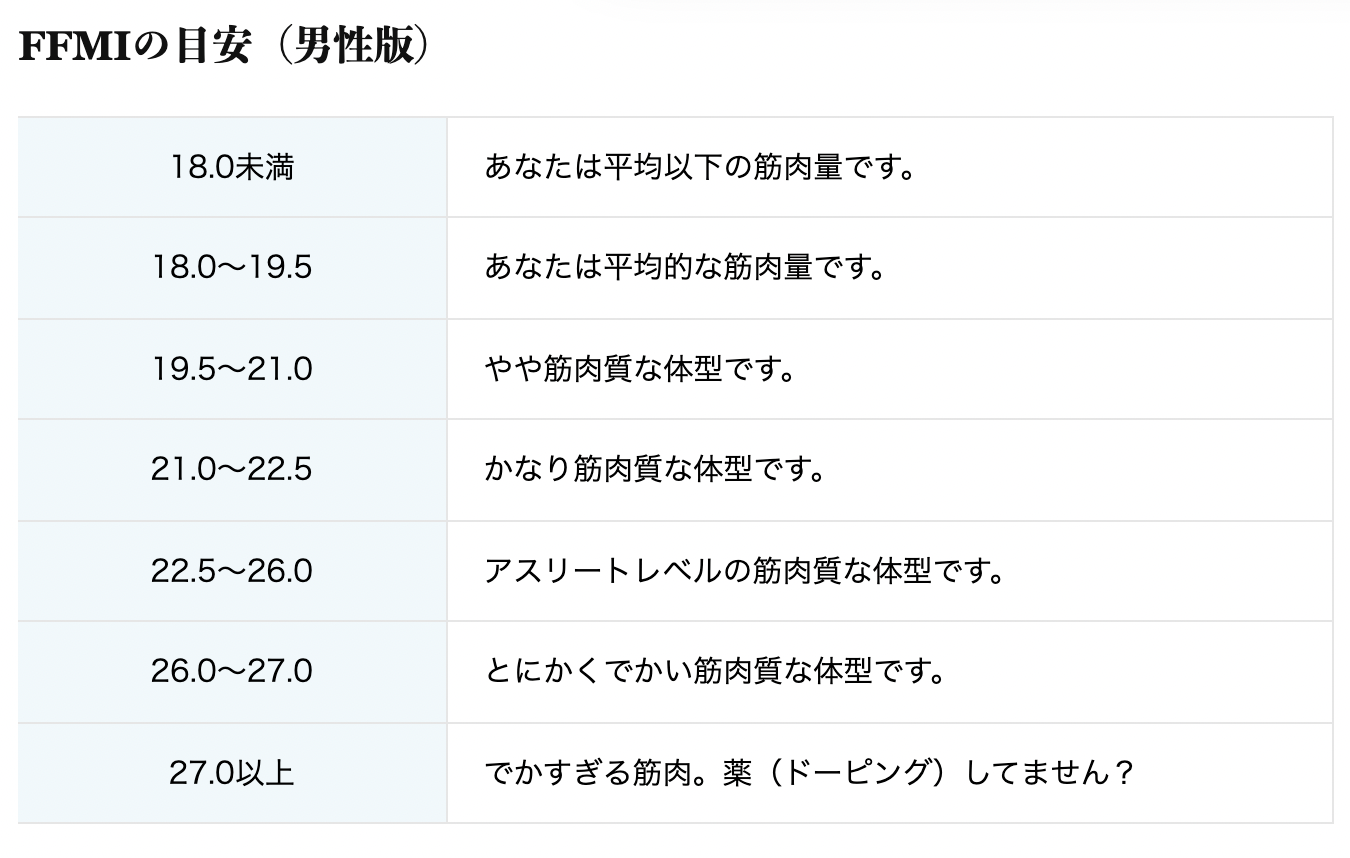 FFMIの目安（男性版）
18.0未満 あなたは平均以下の筋肉量です。
18.0〜19.5 あなたは平均的な筋肉量です。
19.5〜21.0 やや筋肉質な体型です。
21.0〜22.5 かなり筋肉質な体型です。
22.5〜26.0 アスリートレベルの筋肉質な体型です。
26.0〜27.0 とにかくでかい筋肉質な体型です。
27.0以上 でかすぎる筋肉。薬（ドーピング）してません？